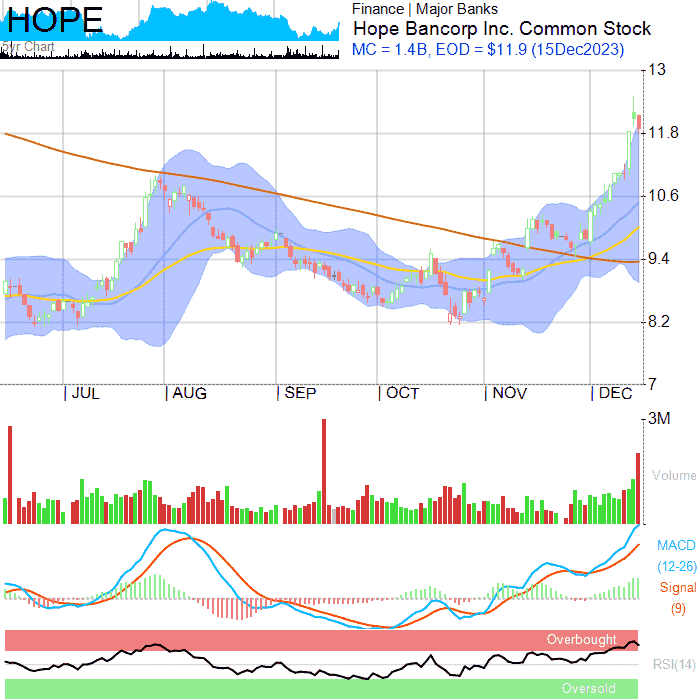 HOPE
5yr Chart
Finance | Major Banks
Hope Bancorp Inc. Common Stock
MC = 1.4B, EOD = $11.9 (15Dec2023)
13
11.8
10.6
9.4
8.2
7
JUL AUG SEP OCT NOV DEC
3M
Volume
MACD
(12-26)
Signal
(9)
Overbought
RSI(14)
Oversold